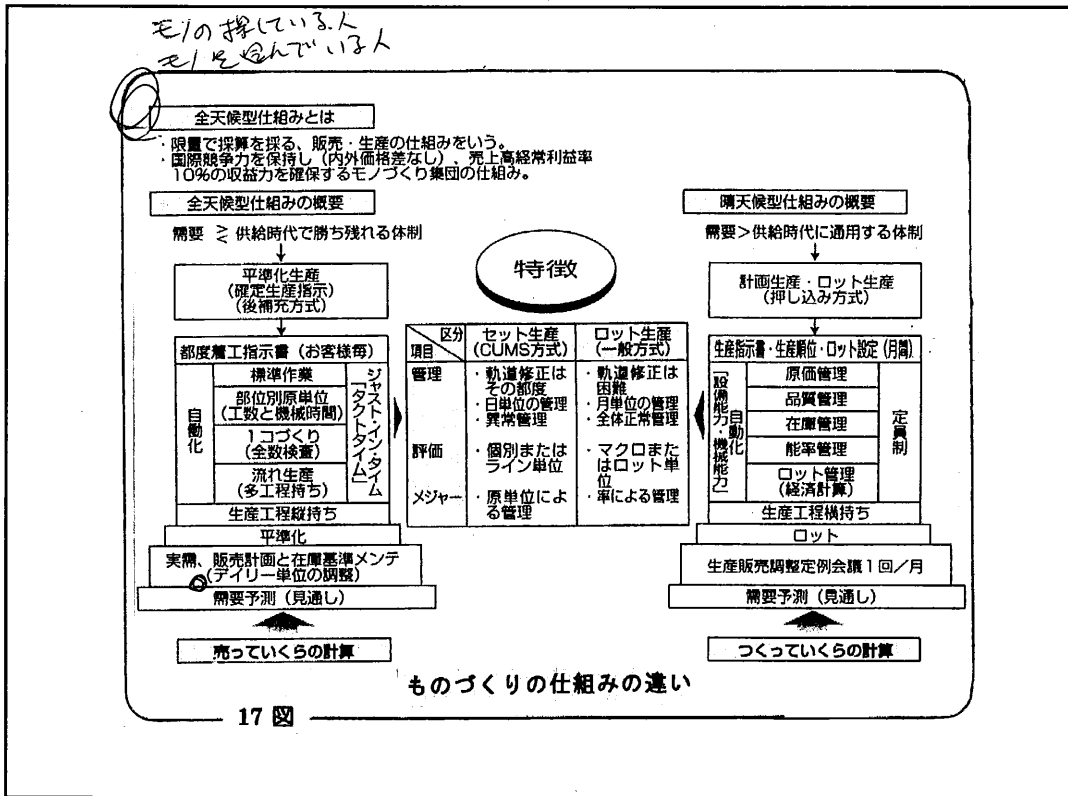 モノの探している人
モノを運んでいる人
全天候型仕組みとは
・限量で採算を採る、販売・生産の仕組みをいう。
・国際競争力を保持し（内外価格差なし）、売上高経常利益率
10%の収益力を確保するモノづくり集団の仕組み。
全天候型仕組みの概要
需要 ≧≦ 供給時代で勝ち残れる体制
平準化生産
(確定生産指示)
(後補充方式)
都度着工指示書（お客様毎）
自働化
標準作業
部位別原単位
(工数と機械時間)
1コづくり
(全数検査)
流れ生産
(多工程持ち)
ジャスト・イン・タイム
「タクトタイム」
生産工程縦持ち
平準化
実需、販売計画と在庫基準メンテ
(デイリー単位の調整)
需要予測（見通し）
売っていくらの計算
特徴
区分
項目
セット生産
(CUMS方式)
ロット生産
(一般方式)
管理
・軌道修正は
その都度
・日単位の管理
・異常管理
・軌道修正は
困難
・月単位の管理
・全体正常管理
評価
・個別または
ライン単位
・マクロまた
はロット単
位
メジャー
・原単位によ
る管理
・率による管理
晴天候型仕組みの概要
需要＞供給時代に通用する体制
計画生産・ロット生産
(押し込み方式)
生産指示書・生産順位・ロット設定（月間）
自動化
「設備能力・機械能力」
原価管理
品質管理
在庫管理
能率管理
ロット管理
(経済計算)
定員制
生産工程横持ち
ロット
生産販売調整定例会議1回／月
需要予測（見通し）
つくっていくらの計算
ものづくりの仕組みの違い
17 図